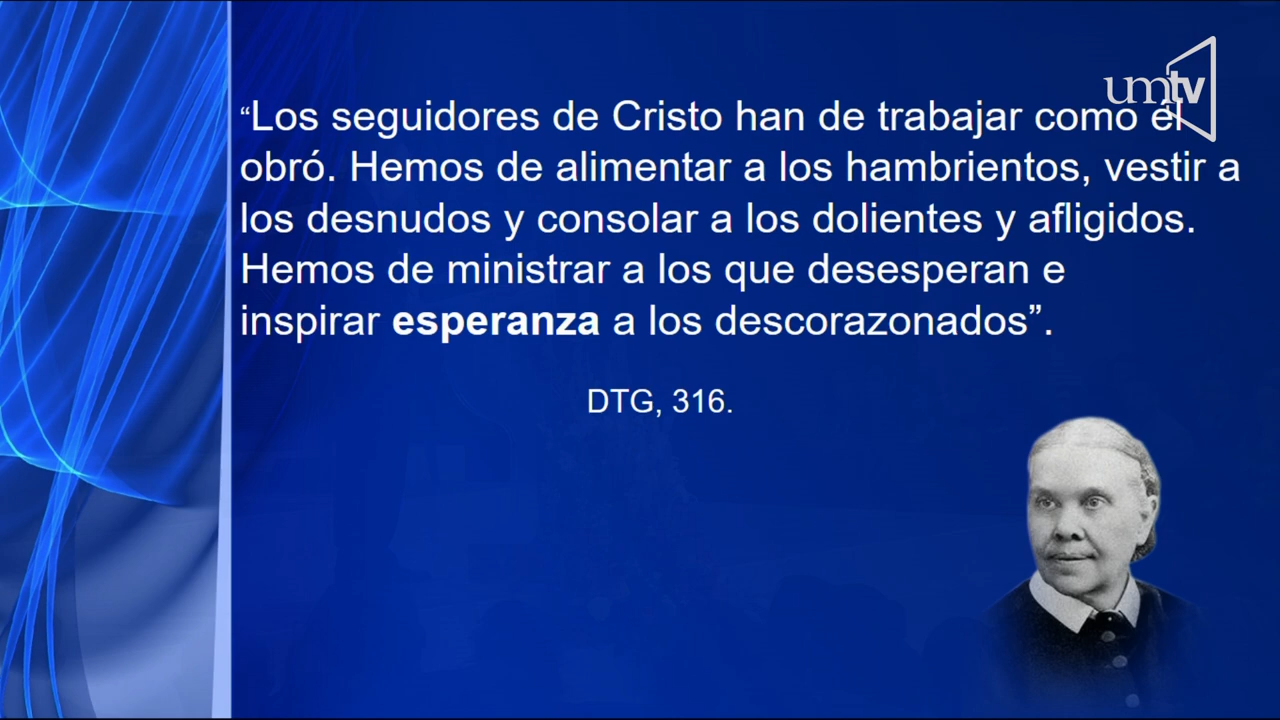 umtv
“Los seguidores de Cristo han de trabajar como él
obró. Hemos de alimentar a los hambrientos, vestir a
los desnudos y consolar a los dolientes y afligidos.
Hemos de ministrar a los que desesperan e
inspirar esperanza a los descorazonados”.
DTG, 316.